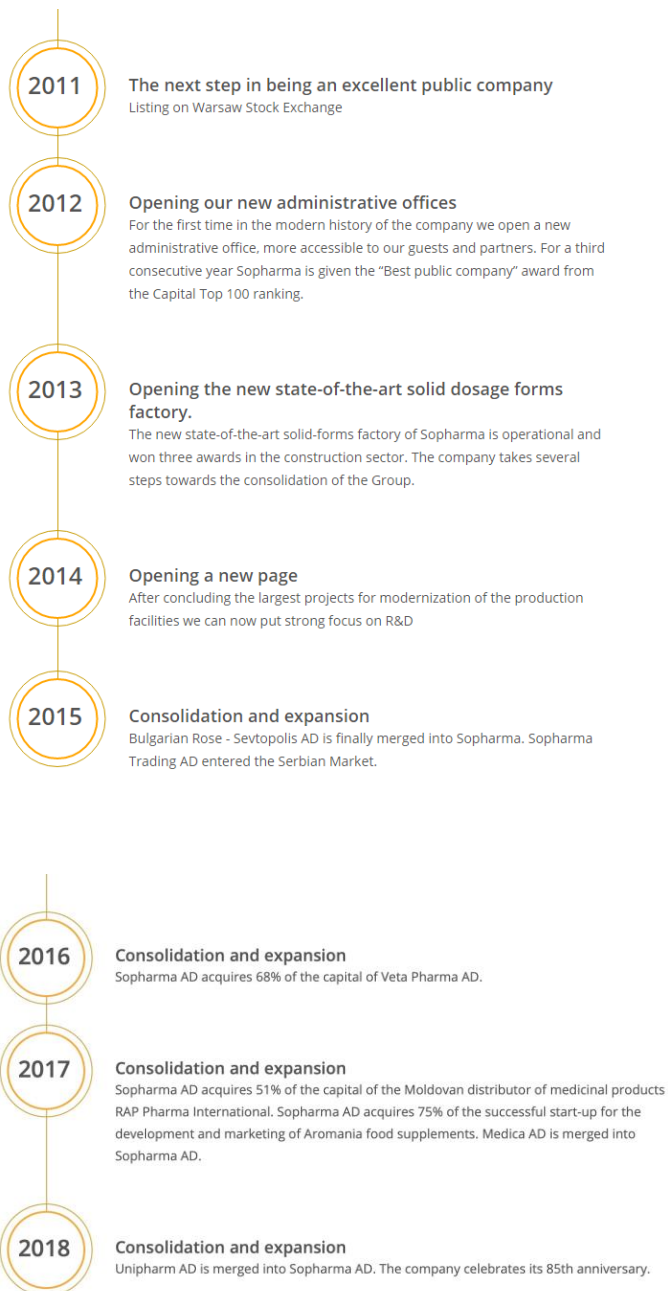 2011
The next step in being an excellent public company
Listing on Warsaw Stock Exchange
2012
Opening our new administrative offices
For the first time in the modern history of the company we open a new
administrative office, more accessible to our guests and partners. For a third
consecutive year Sopharma is given the “Best public company” award from
the Capital Top 100 ranking.
2013
Opening the new state-of-the-art solid dosage forms
factory.
The new state-of-the-art solid-forms factory of Sopharma is operational and
won three awards in the construction sector. The company takes several
steps towards the consolidation of the Group.
2014
Opening a new page
After concluding the largest projects for modernization of the production
facilities we can now put strong focus on R&D
2015
Consolidation and expansion
Bulgarian Rose - Sevtopolis AD is finally merged into Sopharma. Sopharma
Trading AD entered the Serbian Market.
2016
Consolidation and expansion
Sopharma AD acquires 68% of the capital of Veta Pharma AD.
2017
Consolidation and expansion
Sopharma AD acquires 51% of the capital of the Moldovan distributor of medicinal products
RAP Pharma International. Sopharma AD acquires 75% of the successful start-up for the
development and marketing of Aromania food supplements. Medica AD is merged into
Sopharma AD.
2018
Consolidation and expansion
Unipharm AD is merged into Sopharma AD. The company celebrates its 85th anniversary.